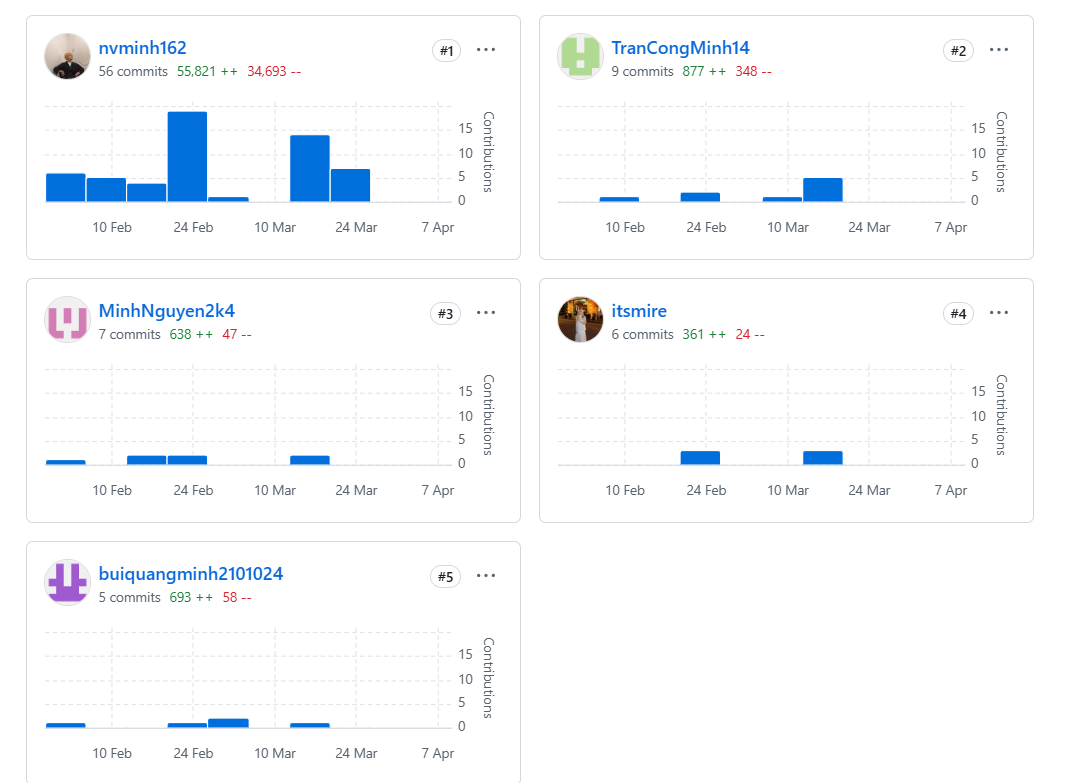 nvminh162 #1 ···
56 commits 55,821 ++ 34,693 --
15
10
5
0
Contributions
10 Feb 24 Feb 10 Mar 24 Mar 7 Apr
TranCongMinh14 #2 ···
9 commits 877 ++ 348 --
15
10
5
0
Contributions
10 Feb 24 Feb 10 Mar 24 Mar 7 Apr
MinhNguyen2k4 #3 ···
7 commits 638 ++ 47 --
15
10
5
0
Contributions
10 Feb 24 Feb 10 Mar 24 Mar 7 Apr
itsmire #4 ···
6 commits 361 ++ 24 --
15
10
5
0
Contributions
10 Feb 24 Feb 10 Mar 24 Mar 7 Apr
buiquangminh2101024 #5 ···
5 commits 693 ++ 58 --
15
10
5
0
Contributions
10 Feb 24 Feb 10 Mar 24 Mar 7 Apr